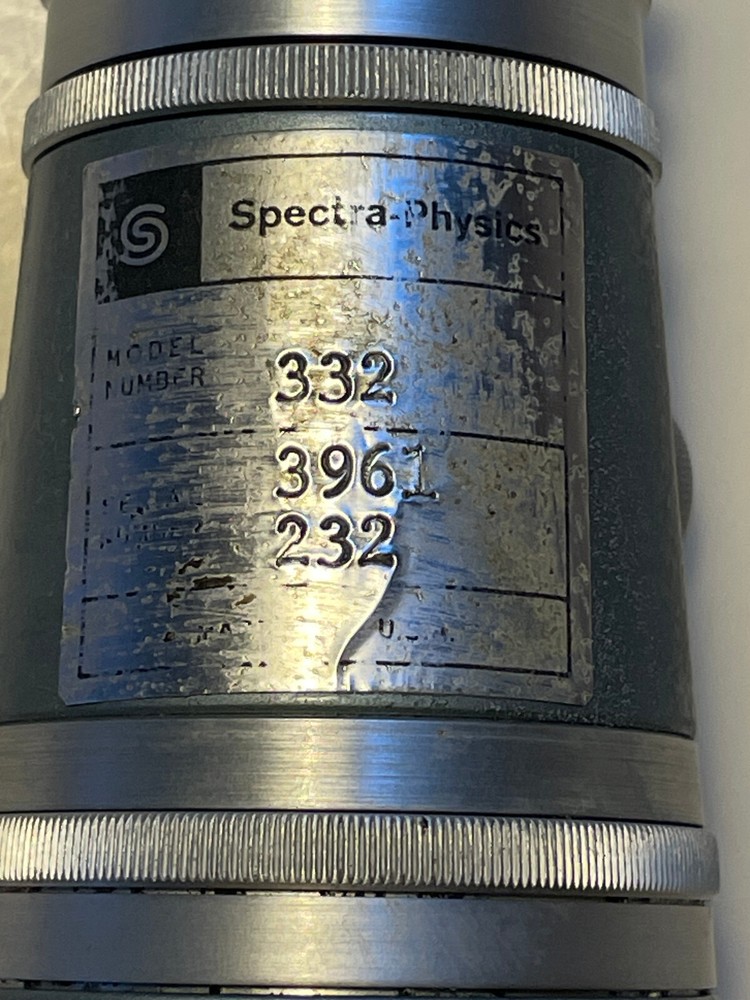 Spectra-Physics
MODEL
NUMBER 332
3961
232
U.S.A.